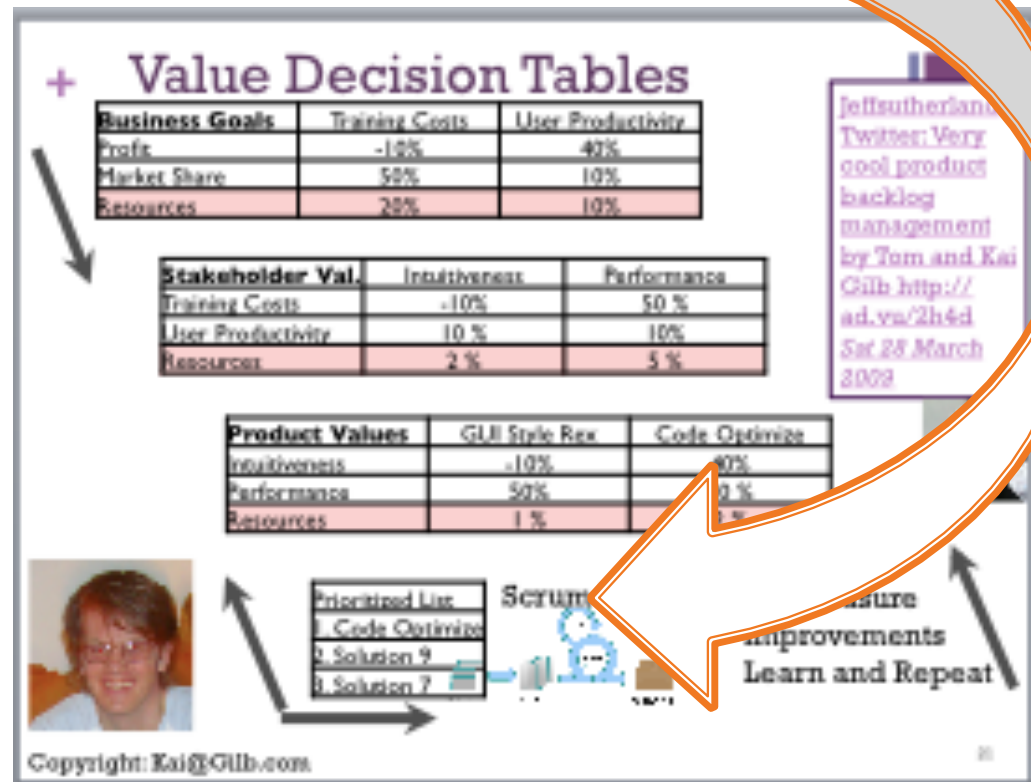 + Value Decision Tables
Business Goals Training Costs User Productivity
Profit -10% 40%
Market Share 50% 10%
Resources 20% 10%
Jeffsutherland
Twitter: Very
cool product
backlog
management
by Tom and Kai
Gilb http://
ad.vu/2h4d
Sat 28 March
2009
Stakeholder Val. Intuitiveness Performance
Training Costs -10% 50 %
User Productivity 10 % 10%
Resources 2 % 5 %
Product Values GUI Style Rex Code Optimize
Intuitiveness -10% 40%
Performance 50%
Resources 1 %
Prioritized List
1. Code Optimize
2. Solution 9
3. Solution 7
Scrum
Improvements
Learn and Repeat
Copyright: Kai@Gilb.com